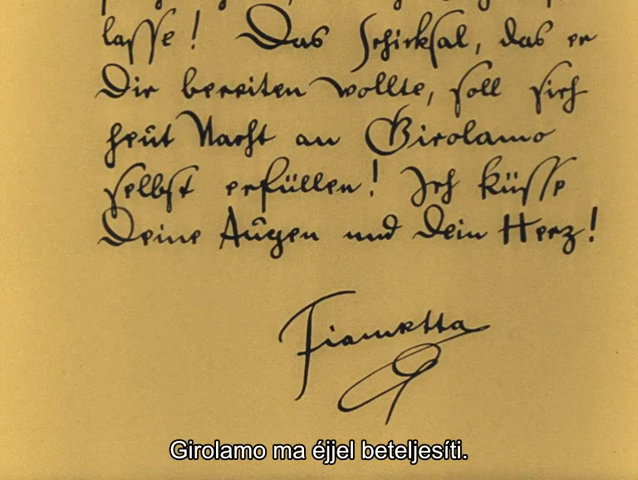 lasse! Das Schicksal, das er
Dir bereiten wollte, soll sich
heut Nacht an Girolamo
selbst erfüllen! Ich küsse
Deine Augen und Dein Herz!
Fiametta
Girolamo ma éjjel beteljesíti.